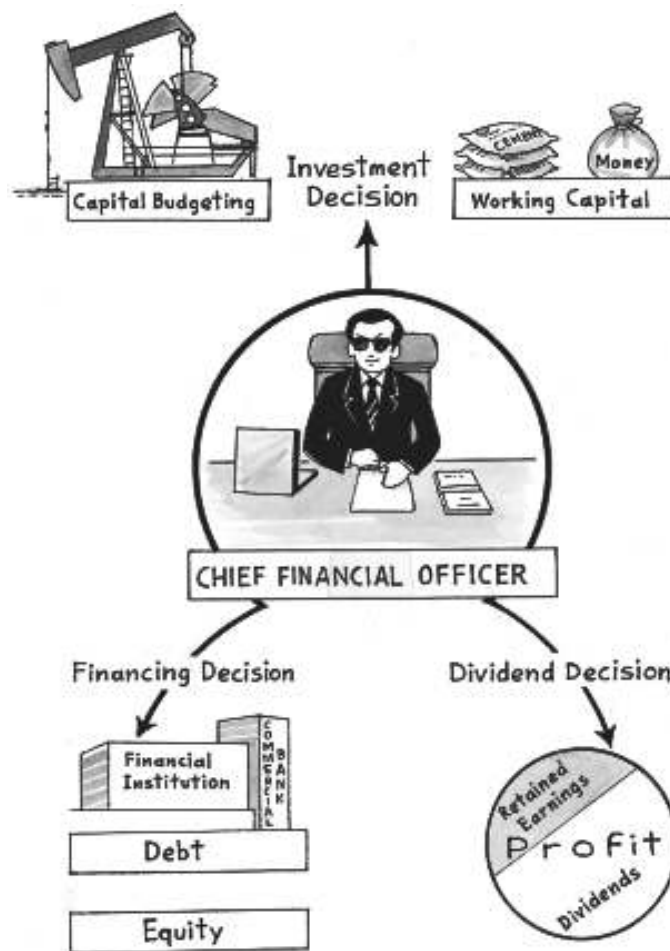 CEMENT
Money
Capital Budgeting
Investment
Decision
Working Capital
CHIEF FINANCIAL OFFICER
Financing Decision
Dividend Decision
Financial
Institution
COMMERCIAL
BANK
Debt
Equity
Retained
Earnings
Profit
Dividends